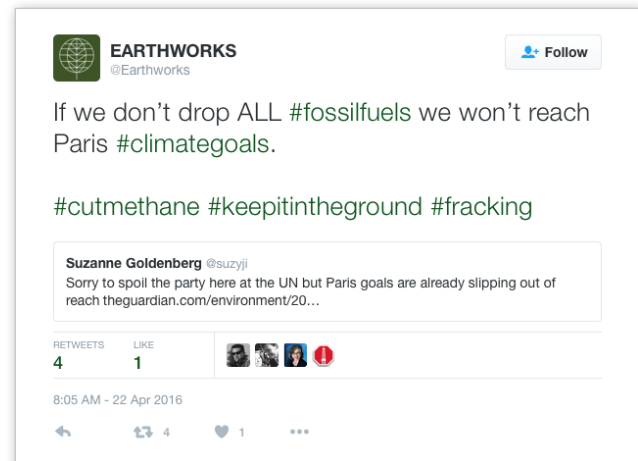 EARTHWORKS
@Earthworks
Follow
If we don't drop ALL #fossilfuels we won't reach
Paris #climategoals.
#cutmethane #keepitintheground #fracking
Suzanne Goldenberg @suzyji
Sorry to spoil the party here at the UN but Paris goals are already slipping out of
reach theguardian.com/environment/20…
RETWEETS LIKE
4 1
8:05 AM - 22 Apr 2016
4 1